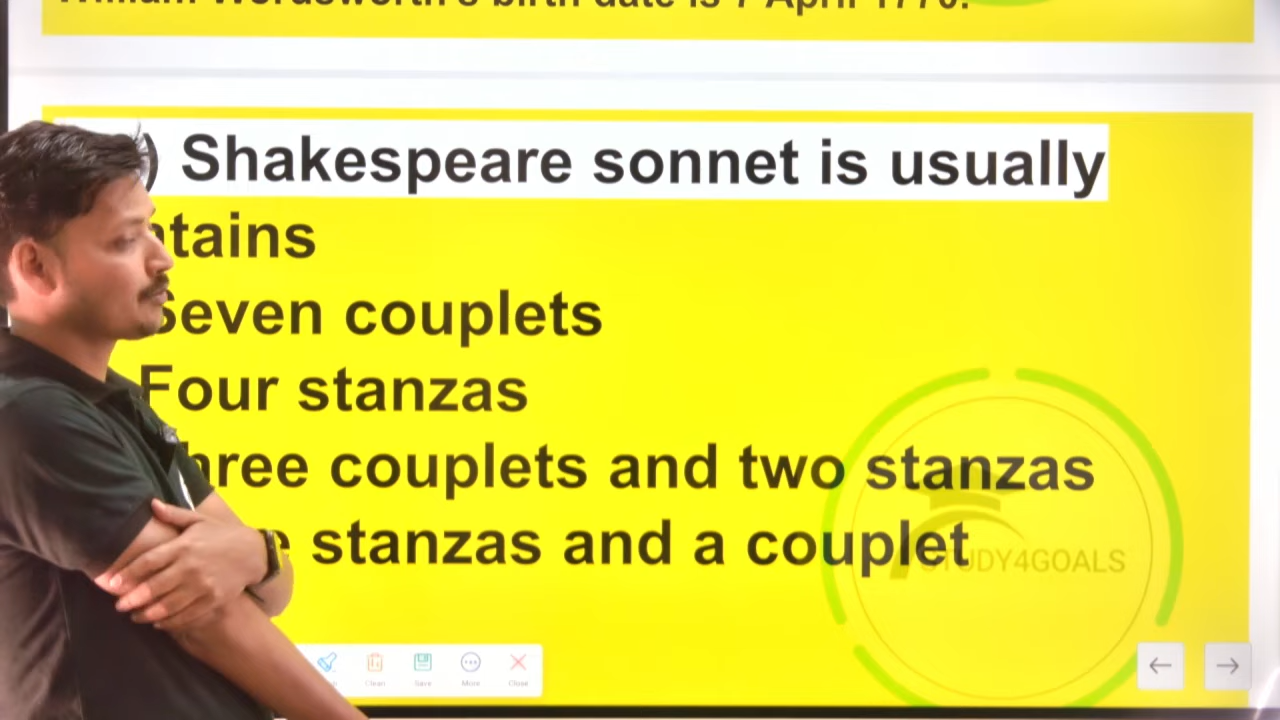 William Wordsworth's birth date is 7 April 1770.
) Shakespeare sonnet is usually
ntains
Seven couplets
Four stanzas
hree couplets and two stanzas
e stanzas and a couplet
STUDY4GOALS
Clean Save More Close